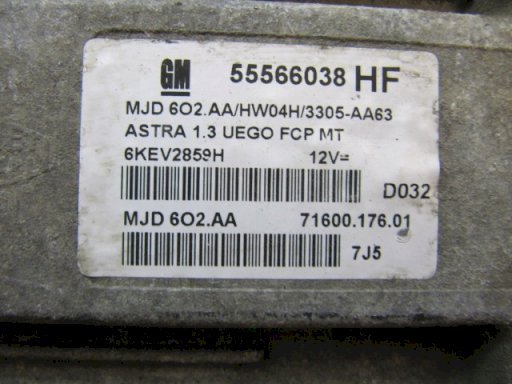 GM 55566038 HF
MJD 6O2.AA/HW04H/3305-AA63
ASTRA 1.3 UEGO FCP MT
6KEV2859H 12V=
D032
MJD 6O2.AA 71600.176.01
7J5